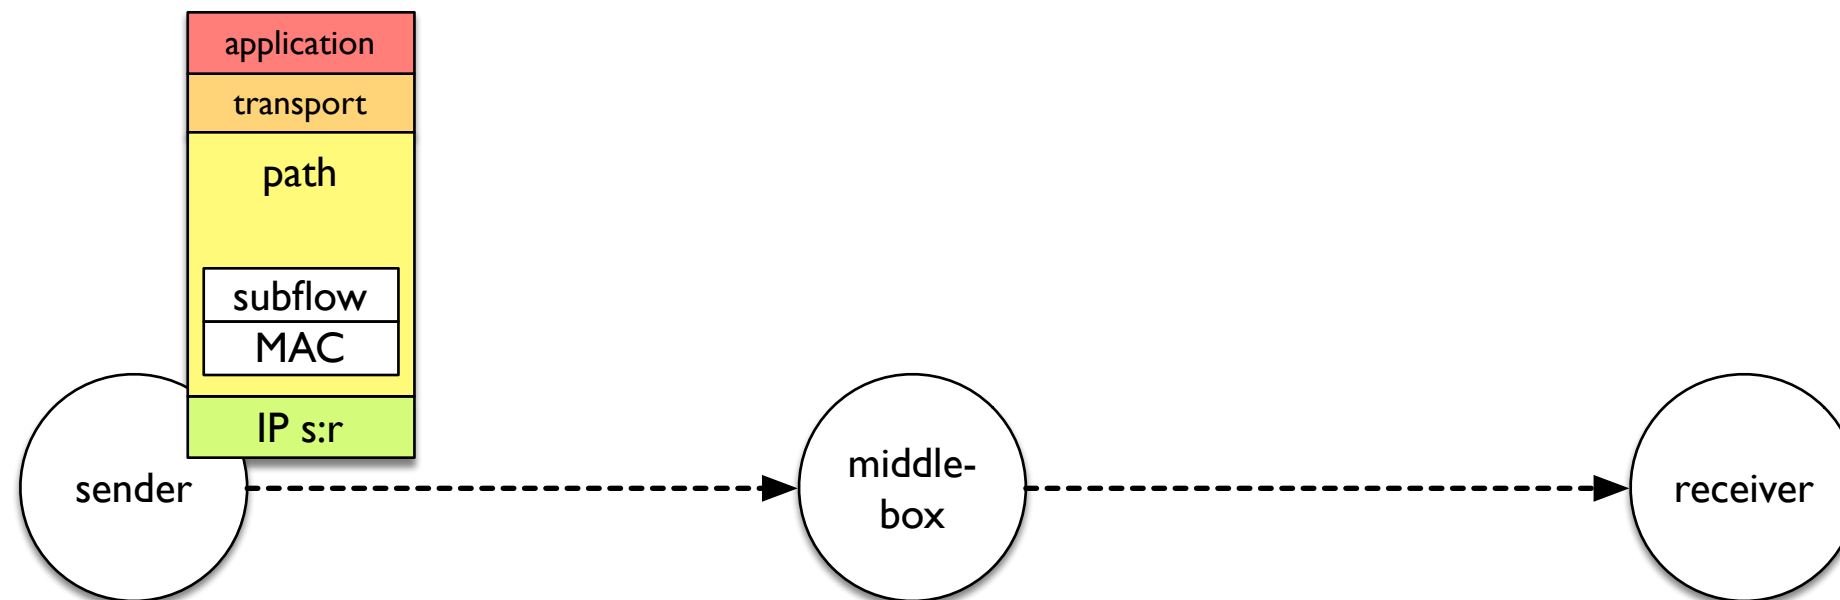 application
transport
path
subflow
MAC
IP s:r
sender
middle-
box
receiver